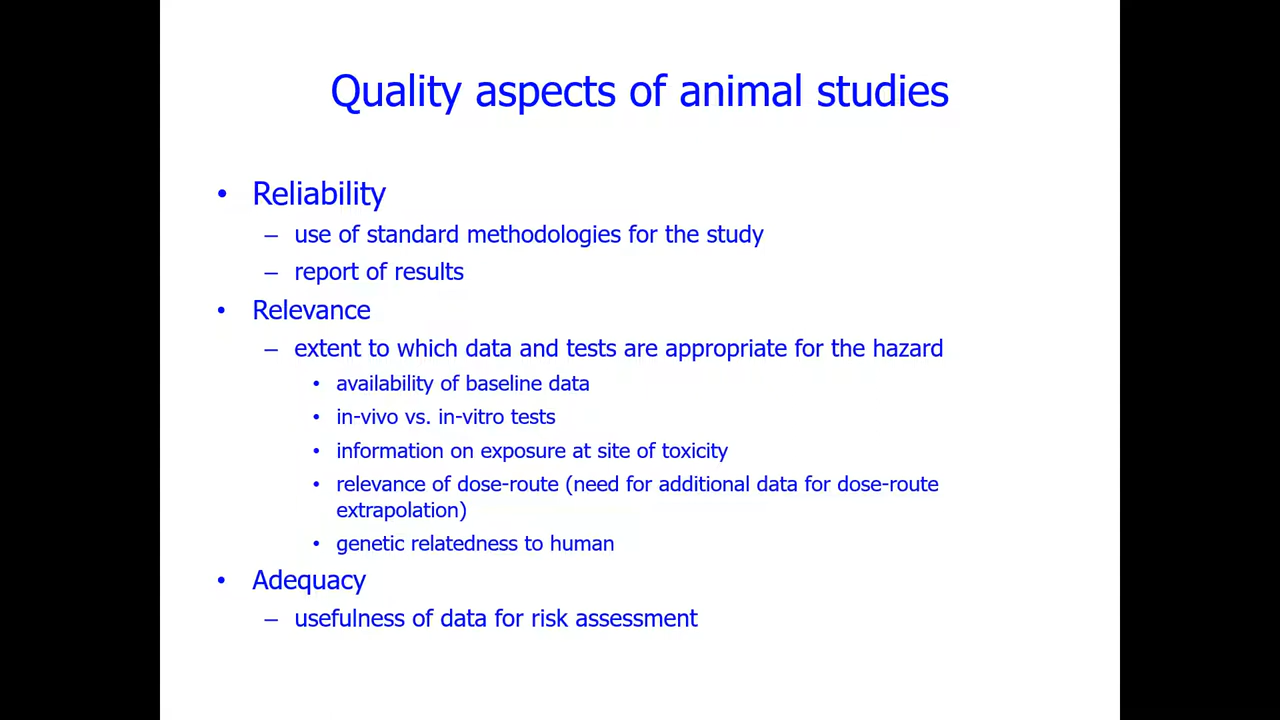 Quality aspects of animal studies
• Reliability
– use of standard methodologies for the study
– report of results
• Relevance
– extent to which data and tests are appropriate for the hazard
• availability of baseline data
• in-vivo vs. in-vitro tests
• information on exposure at site of toxicity
• relevance of dose-route (need for additional data for dose-route
extrapolation)
• genetic relatedness to human
• Adequacy
– usefulness of data for risk assessment